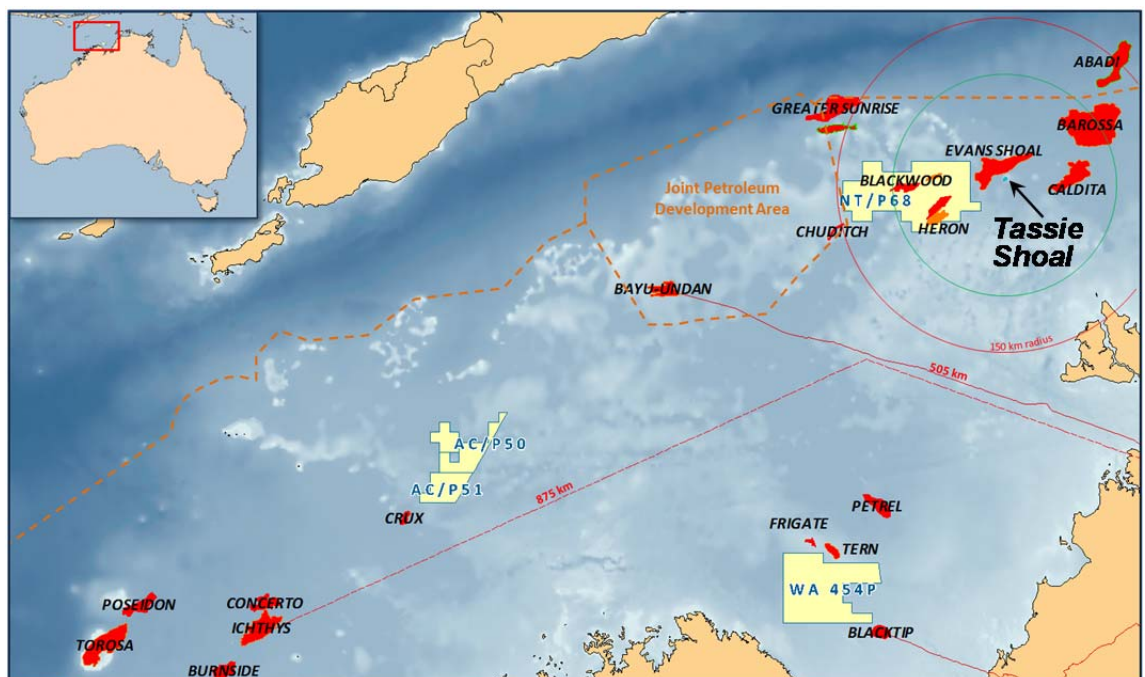 ABADI
GREATER SUNRISE
BAROSSA
EVANS SHOAL
Joint Petroleum
Development Area
BLACKWOOD
NT/P68
CALDITA
CHUDITCH
HERON
Tassie
Shoal
BAYU-UNDAN
150 km radius
505 km
AC/P50
AC/P51
875 km
CRUX
PETREL
FRIGATE
TERN
WA 454P
POSEIDON
CONCERTO
ICHTHYS
TOROSA
BLACKTIP
BURNSIDE